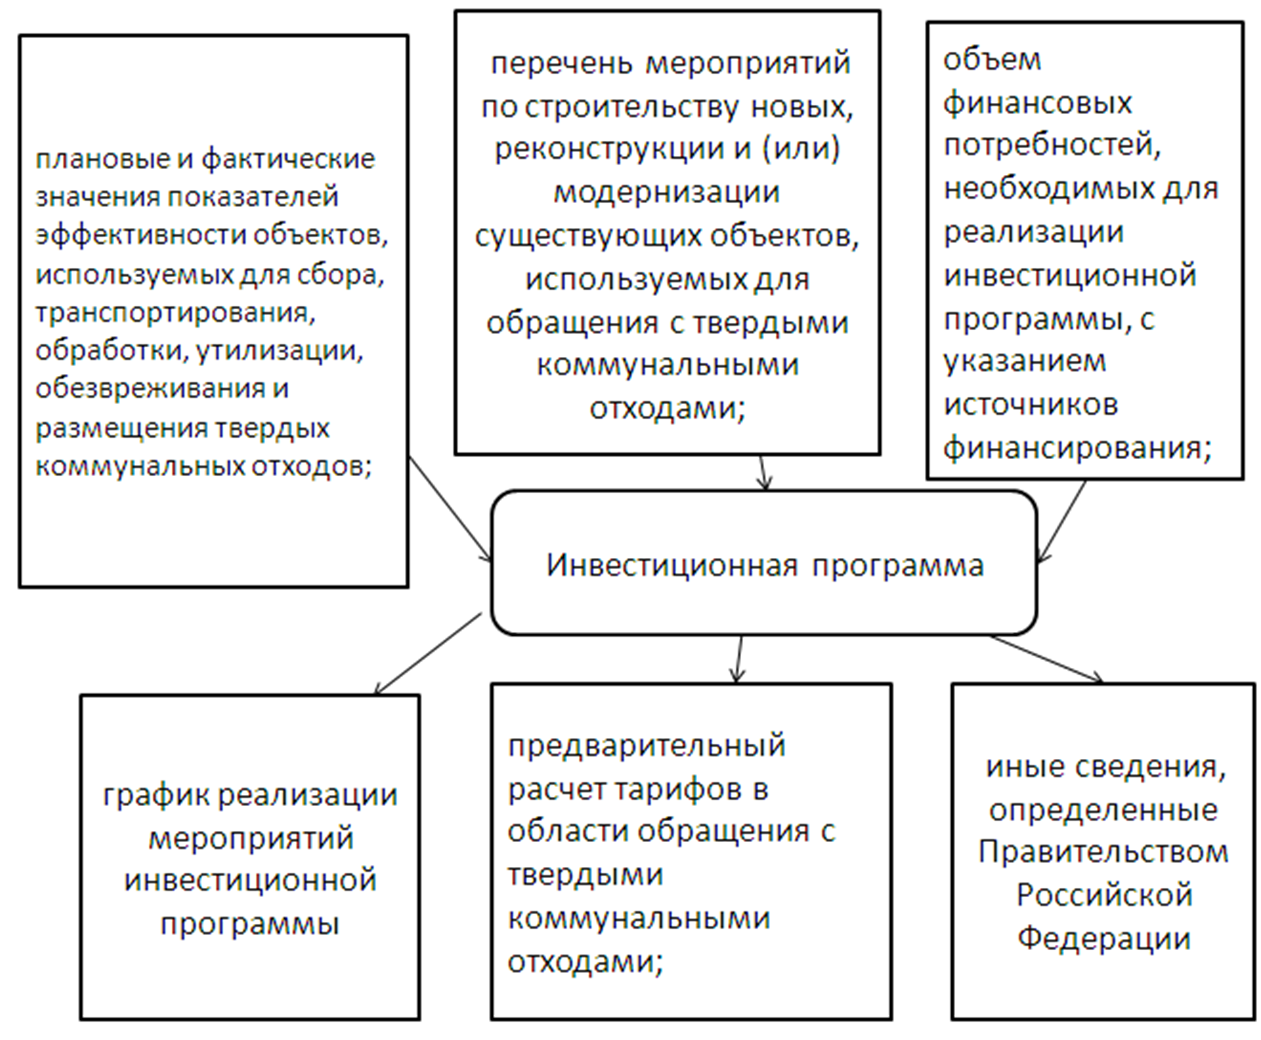 плановые и фактические
значения показателей
эффективности объектов,
используемых для сбора,
транспортирования,
обработки, утилизации,
обезвреживания и
размещения твердых
коммунальных отходов;
перечень мероприятий
по строительству новых,
реконструкции и (или)
модернизации
существующих объектов,
используемых для
обращения с твердыми
коммунальными
отходами;
объем
финансовых
потребностей,
необходимых для
реализации
инвестиционной
программы, с
указанием
источников
финансирования;
Инвестиционная программа
график реализации
мероприятий
инвестиционной
программы
предварительный
расчет тарифов в
области обращения с
твердыми
коммунальными
отходами;
иные сведения,
определенные
Правительством
Российской
Федерации